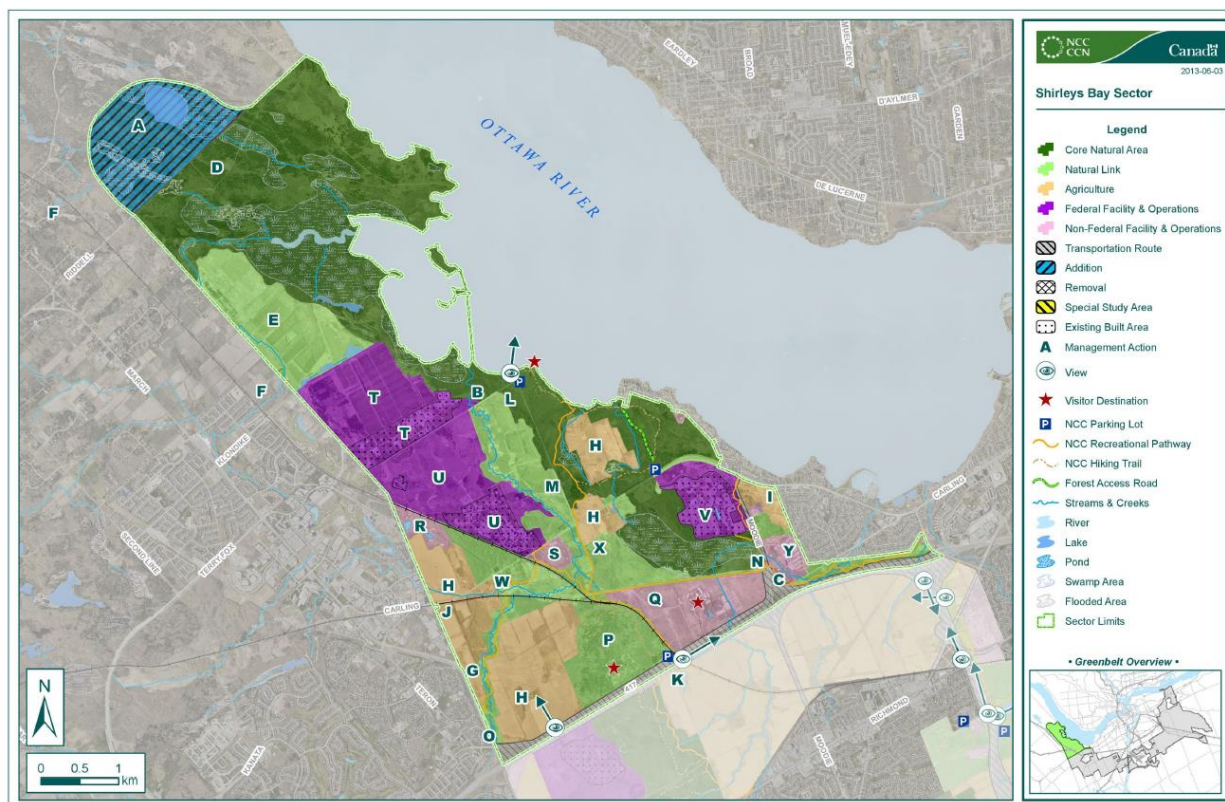 EARDLEY
BROAD
SAMUEL-EDEY
D'AYLMER
GARDEN
DE LUCERNE
OTTAWA RIVER
A
D
F
RIDDELL
E
MARCH
F
KLONDIKE
T
T
B
L
P
H
P
U
M
U
H
V
I
MOODIE
CARLING
R
S
X
N
Y
C
SECOND LINE
TERRY FOX
H
W
Q
CARLING
J
P
P
K
G
H
417
TERON
O
KANATA
RICHMOND
MOODIE
P
P
N
0 0.5 1
km
NCC
CCN
Canada
2013-06-03
Shirleys Bay Sector
Legend
Core Natural Area
Natural Link
Agriculture
Federal Facility & Operations
Non-Federal Facility & Operations
Transportation Route
Addition
Removal
Special Study Area
Existing Built Area
A Management Action
View
Visitor Destination
P NCC Parking Lot
NCC Recreational Pathway
NCC Hiking Trail
Forest Access Road
Streams & Creeks
River
Lake
Pond
Swamp Area
Flooded Area
Sector Limits
• Greenbelt Overview •